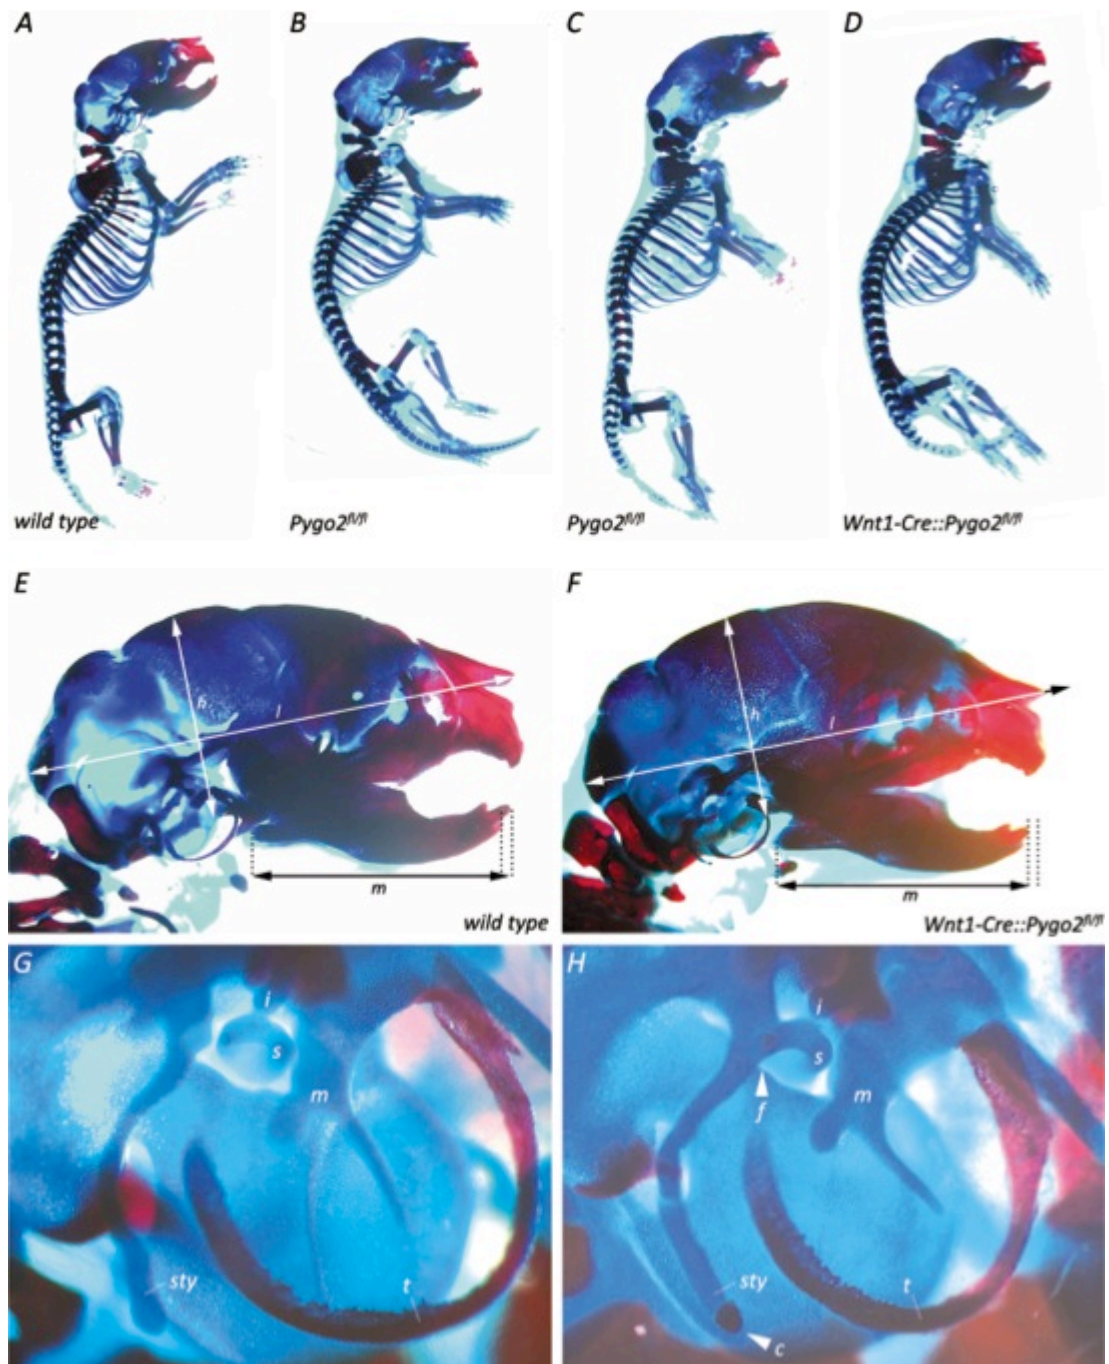 A B C D
wild type Pygo2fl/fl Pygo2fl/fl Wnt1-Cre::Pygo2fl/fl
E F
h h
l l
m m
wild type Wnt1-Cre::Pygo2fl/fl
G H
i i
s s
m m
f
sty t sty t
c